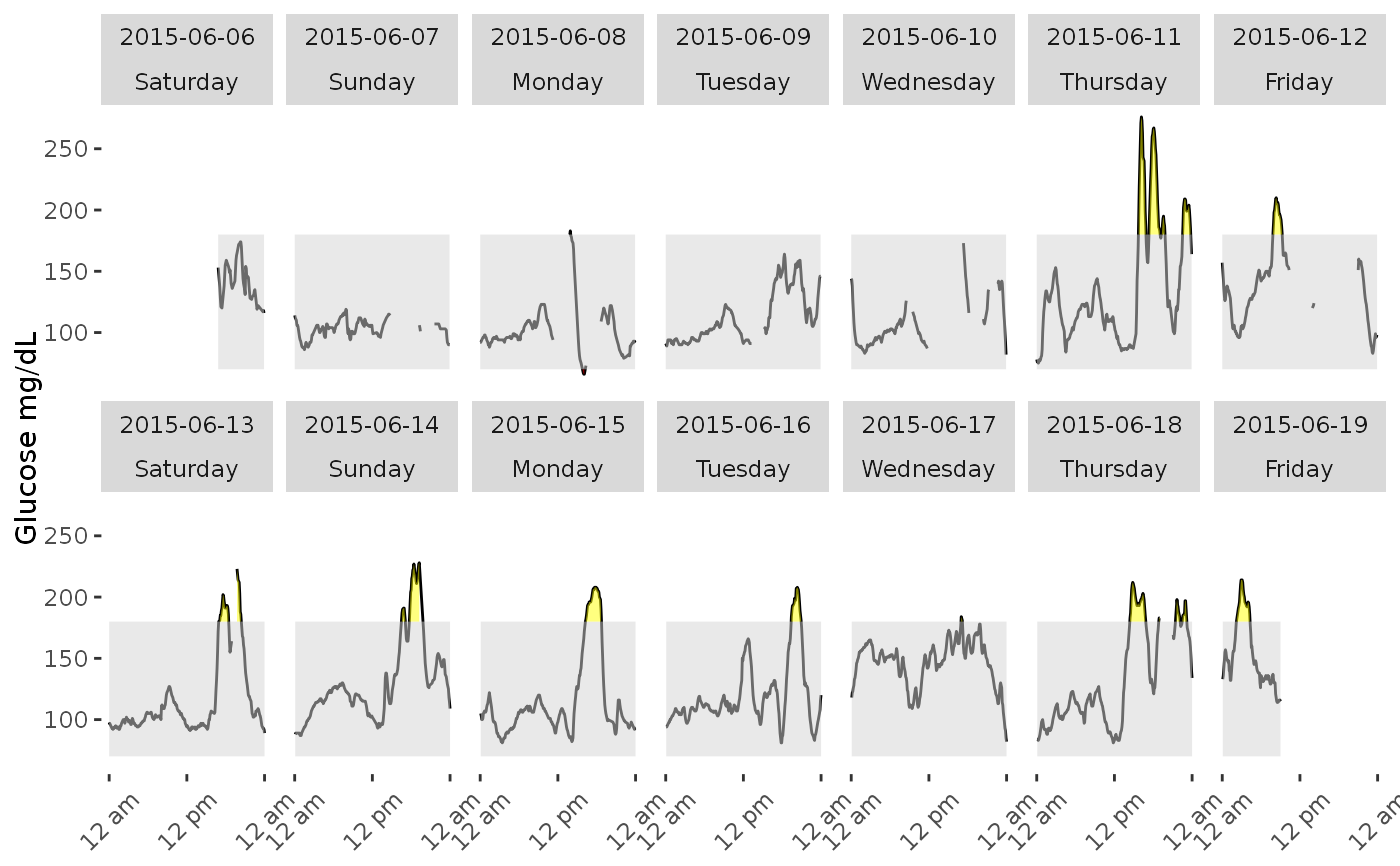 2015-06-06 2015-06-07 2015-06-08 2015-06-09 2015-06-10 2015-06-11 2015-06-12
Saturday Sunday Monday Tuesday Wednesday Thursday Friday
250
200
150
100
Glucose mg/dL
2015-06-13 2015-06-14 2015-06-15 2015-06-16 2015-06-17 2015-06-18 2015-06-19
Saturday Sunday Monday Tuesday Wednesday Thursday Friday
250
200
150
100
12 am 12 pm 12 am 12 am 12 pm 12 am 12 am 12 pm 12 am 12 am 12 pm 12 am 12 am 12 pm 12 am 12 am 12 pm 12 am 12 am 12 pm 12 am